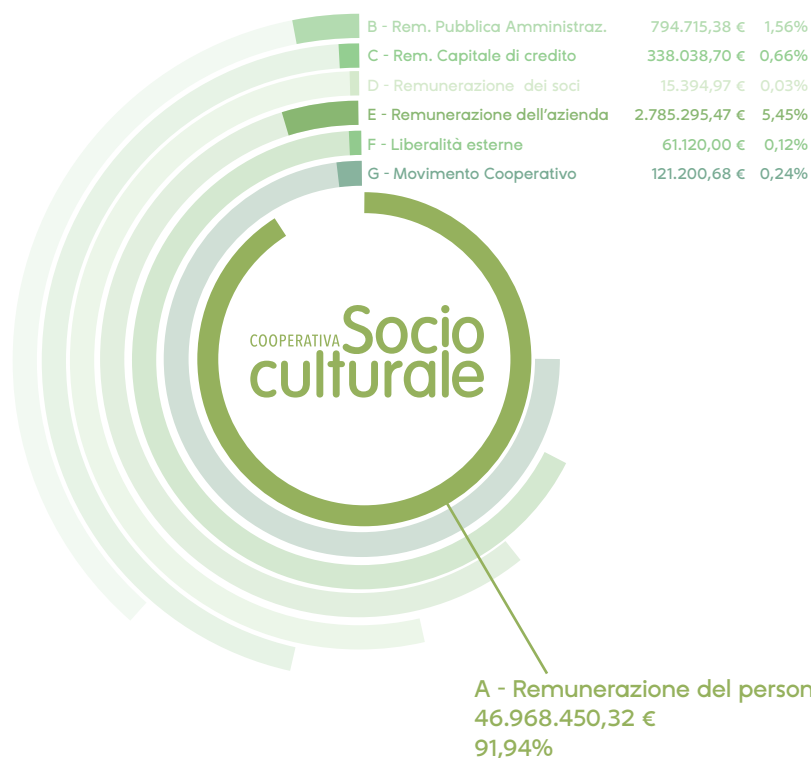 B - Rem. Pubblica Amministraz. 794.715,38 € 1,56%
C - Rem. Capitale di credito 338.038,70 € 0,66%
D - Remunerazione dei soci 15.394,97 € 0,03%
E - Remunerazione dell'azienda 2.785.295,47 € 5,45%
F - Liberalità esterne 61.120,00 € 0,12%
G - Movimento Cooperativo 121.200,68 € 0,24%
COOPERATIVA Socio
culturale
A - Remunerazione del person
46.968.450,32 €
91,94%